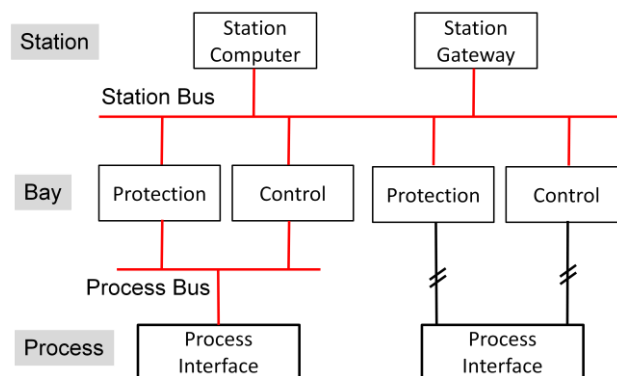 Station
Station
Computer
Station
Gateway
Station Bus
Bay
Protection
Control
Protection
Control
Process Bus
Process
Process
Interface
Process
Interface